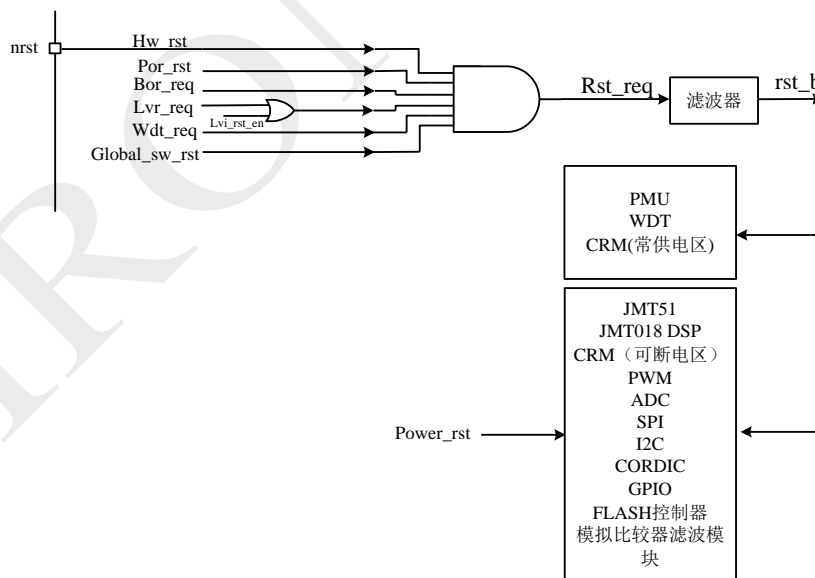 nrst
Hw_rst
Por_rst
Bor_req
Lvr_req
Lvi_rst_en
Wdt_req
Global_sw_rst
Rst_req
滤波器
rst_b
PMU
WDT
CRM(常供电区)
JMT51
JMT018 DSP
CRM（可断电区）
PWM
ADC
SPI
I2C
CORDIC
GPIO
FLASH控制器
模拟比较器滤波模
块
Power_rst